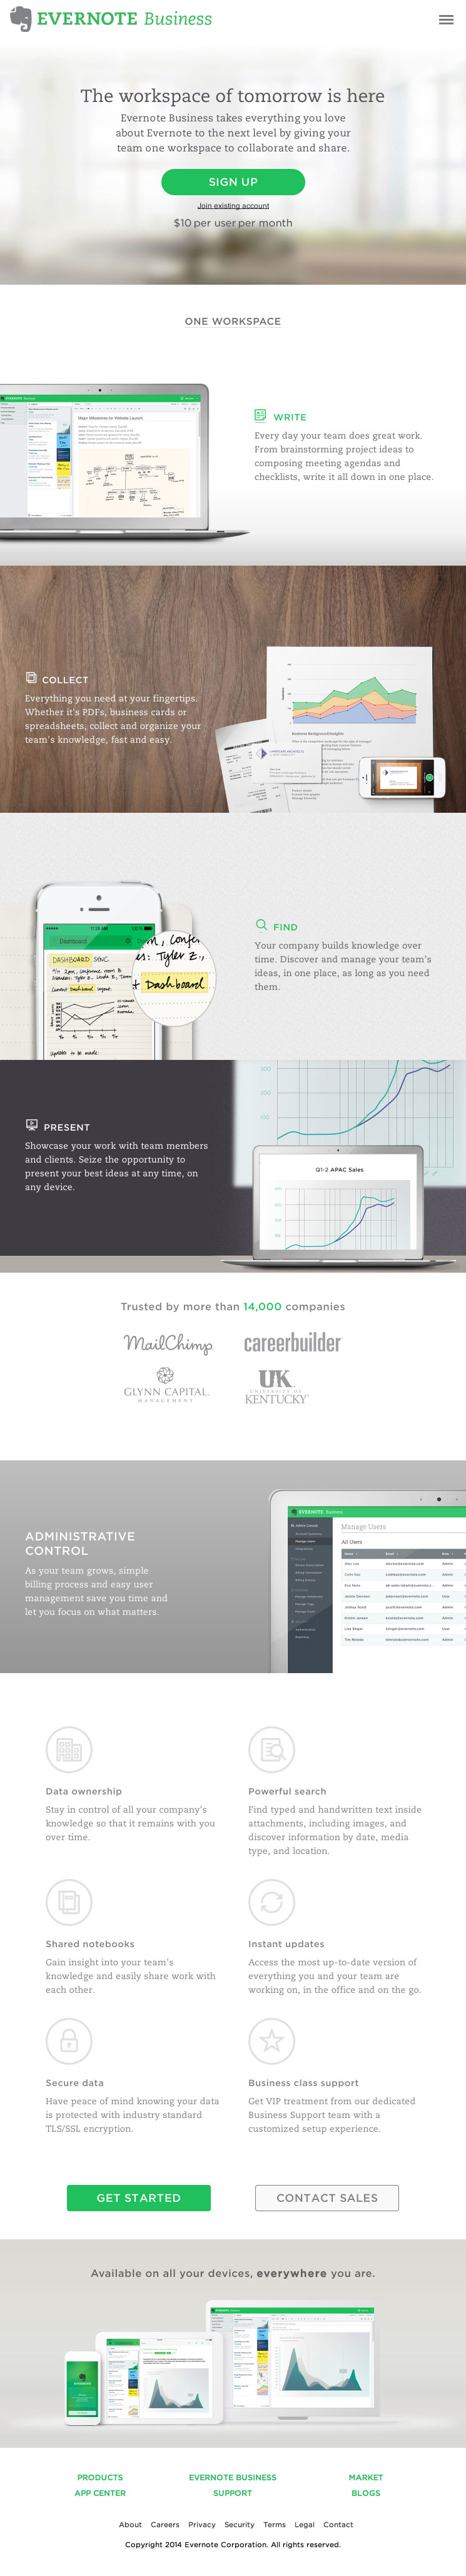 EVERNOTE Business
The workspace of tomorrow is here
Evernote Business takes everything you love
about Evernote to the next level by giving your
team one workspace to collaborate and share.
SIGN UP
Join existing account
$10 per user per month
ONE WORKSPACE
WRITE
Every day your team does great work.
From brainstorming project ideas to
composing meeting agendas and
checklists, write it all down in one place.
COLLECT
Everything you need at your fingertips.
Whether it's PDFs, business cards or
spreadsheets, collect and organize your
team's knowledge, fast and easy.
FIND
Your company builds knowledge over
time. Discover and manage your team's
ideas, in one place, as long as you need
them.
Dashboard
DASHBOARD SYNC
Dashboard
PRESENT
Showcase your work with team members
and clients. Seize the opportunity to
present your best ideas at any time, on
any device.
300
200
100
Q1-2 APAC Sales
Trusted by more than 14,000 companies
MailChimp
careerbuilder
GLYNN CAPITAL
MANAGEMENT
UK
UNIVERSITY OF
KENTUCKY
ADMINISTRATIVE
CONTROL
As your team grows, simple
billing process and easy user
management save you time and
let you focus on what matters.
EVERNOTE Business
Manage Users
All Users
Data ownership
Stay in control of all your company's
knowledge so that it remains with you
over time.
Powerful search
Find typed and handwritten text inside
attachments, including images, and
discover information by date, media
type, and location.
Shared notebooks
Gain insight into your team's
knowledge and easily share work with
each other.
Instant updates
Access the most up-to-date version of
everything you and your team are
working on, in the office and on the go.
Secure data
Have peace of mind knowing your data
is protected with industry standard
TLS/SSL encryption.
Business class support
Get VIP treatment from our dedicated
Business Support team with a
customized setup experience.
GET STARTED
CONTACT SALES
Available on all your devices, everywhere you are.
PRODUCTS
EVERNOTE BUSINESS
MARKET
APP CENTER
SUPPORT
BLOGS
About Careers Privacy Security Terms Legal Contact
Copyright 2014 Evernote Corporation. All rights reserved.